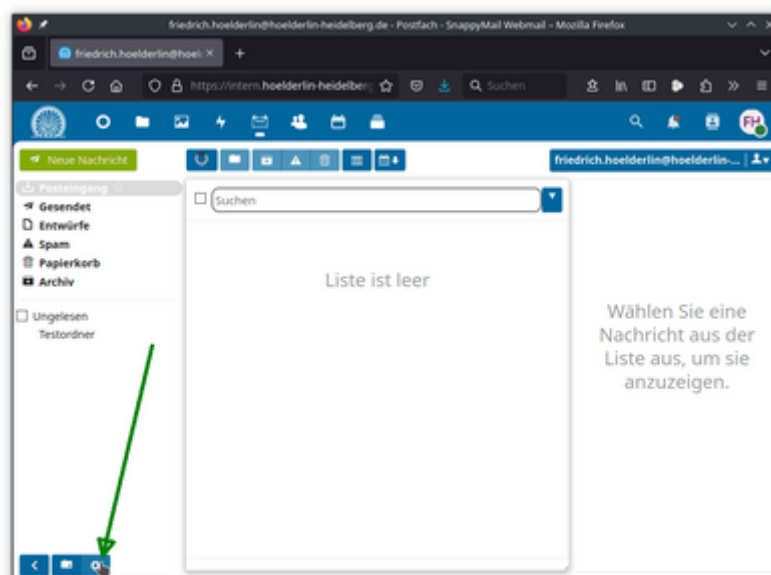 friedrich.hoelderlin@hoelderlin-heidelberg.de - Postfach - SnappyMail Webmail – Mozilla Firefox
friedrich.hoelderlin@hoel
https://intern.hoelderlin-heidelberg
Suchen
FH
Neue Nachricht
friedrich.hoelderlin@hoelderlin-...
Posteingang
Gesendet
Entwürfe
Spam
Papierkorb
Archiv
Ungelesen
Testordner
Suchen
Liste ist leer
Wählen Sie eine
Nachricht aus der
Liste aus, um sie
anzuzeigen.